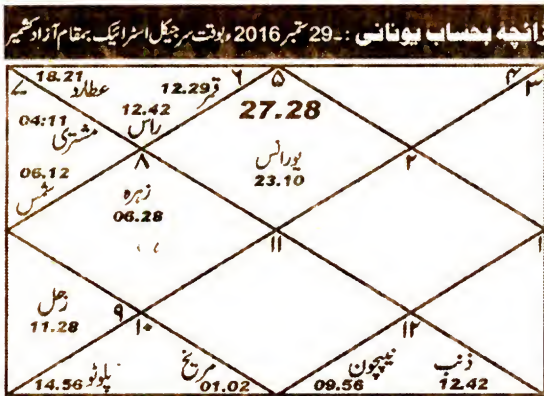 زائچہ بحساب یونانی :۔ 29 ستمبر 2016ء بوقت سرجیکل اسٹرائیک بمقام آزاد کشمیر
۷ 18.21 عطارد 12.29 قمر ۶ ۵ ۴ ۳
04:11 مشتری 12.42 راس 27.28
۸ یورانس 23.10 ۲
06.12 شمس زہرہ 06.28
۱۱ ۱
زحل 11.28 ۹ ۱۰ ۱۲
14.56 پلوٹو مریخ 01.02 نیپچون 09.56 ذنب 12.42